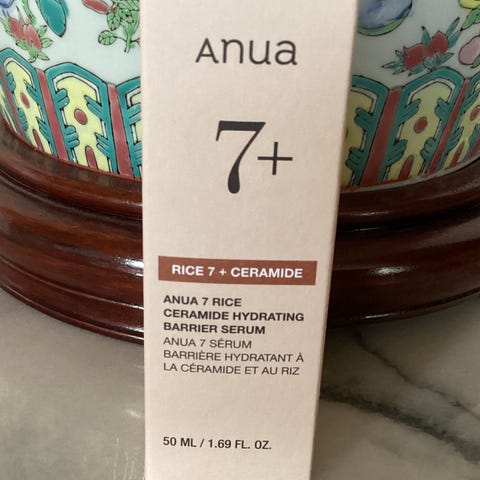 Anua
7+
RICE 7 + CERAMIDE
ANUA 7 RICE
CERAMIDE HYDRATING
BARRIER SERUM
ANUA 7 SÉRUM
BARRIÈRE HYDRATANT À
LA CÉRAMIDE ET AU RIZ
50 ML / 1.69 FL. OZ.